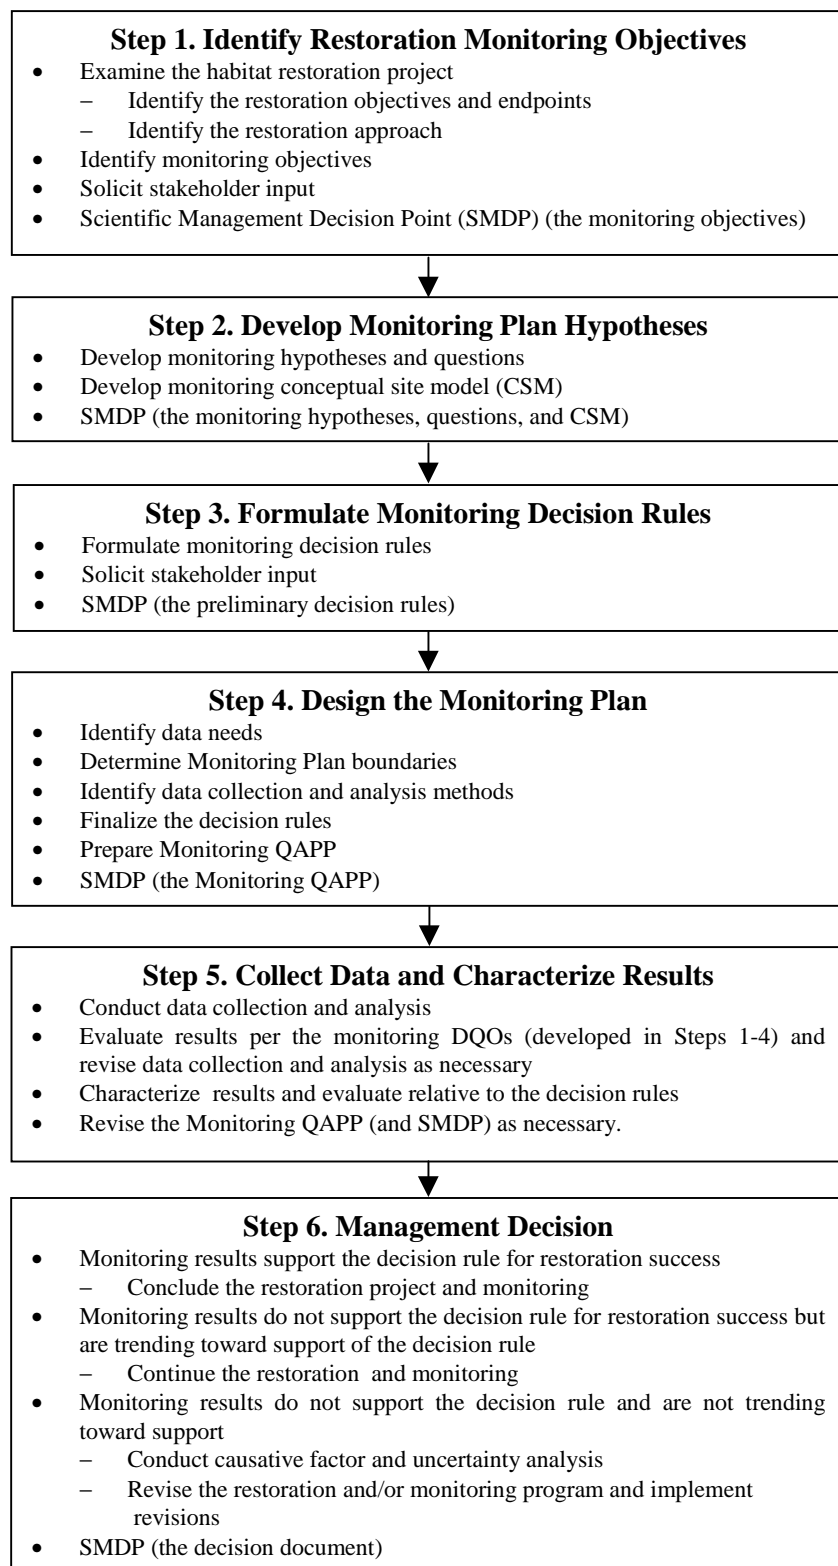 Step 1. Identify Restoration Monitoring Objectives
• Examine the habitat restoration project
− Identify the restoration objectives and endpoints
− Identify the restoration approach
• Identify monitoring objectives
• Solicit stakeholder input
• Scientific Management Decision Point (SMDP) (the monitoring objectives)
Step 2. Develop Monitoring Plan Hypotheses
• Develop monitoring hypotheses and questions
• Develop monitoring conceptual site model (CSM)
• SMDP (the monitoring hypotheses, questions, and CSM)
Step 3. Formulate Monitoring Decision Rules
• Formulate monitoring decision rules
• Solicit stakeholder input
• SMDP (the preliminary decision rules)
Step 4. Design the Monitoring Plan
• Identify data needs
• Determine Monitoring Plan boundaries
• Identify data collection and analysis methods
• Finalize the decision rules
• Prepare Monitoring QAPP
• SMDP (the Monitoring QAPP)
Step 5. Collect Data and Characterize Results
• Conduct data collection and analysis
• Evaluate results per the monitoring DQOs (developed in Steps 1-4) and
revise data collection and analysis as necessary
• Characterize results and evaluate relative to the decision rules
• Revise the Monitoring QAPP (and SMDP) as necessary.
Step 6. Management Decision
• Monitoring results support the decision rule for restoration success
− Conclude the restoration project and monitoring
• Monitoring results do not support the decision rule for restoration success but
are trending toward support of the decision rule
− Continue the restoration and monitoring
• Monitoring results do not support the decision rule and are not trending
toward support
− Conduct causative factor and uncertainty analysis
− Revise the restoration and/or monitoring program and implement
revisions
• SMDP (the decision document)